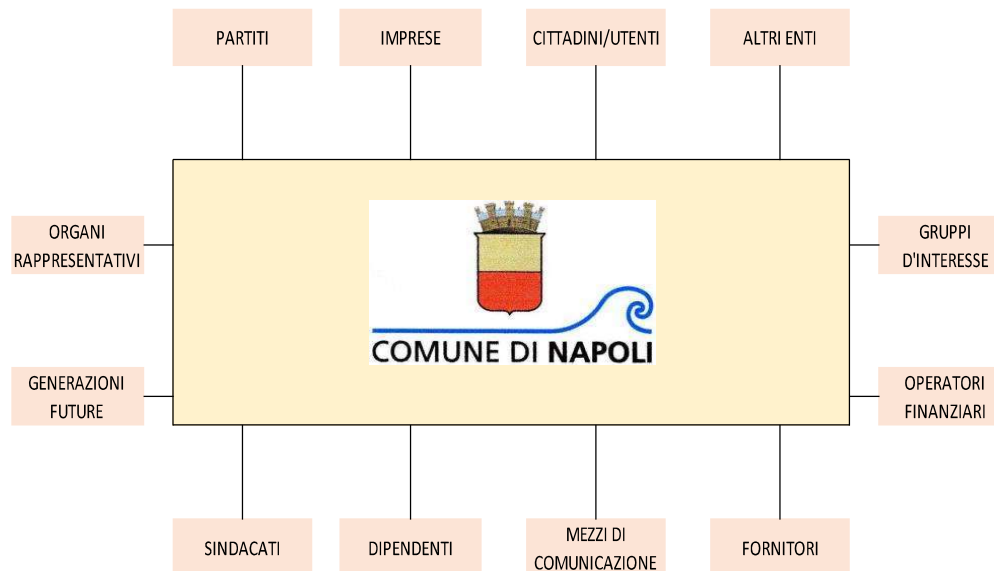 PARTITI
IMPRESE
CITTADINI/UTENTI
ALTRI ENTI
ORGANI
RAPPRESENTATIVI
GRUPPI
D'INTERESSE
COMUNE DI NAPOLI
GENERAZIONI
FUTURE
OPERATORI
FINANZIARI
SINDACATI
DIPENDENTI
MEZZI DI
COMUNICAZIONE
FORNITORI